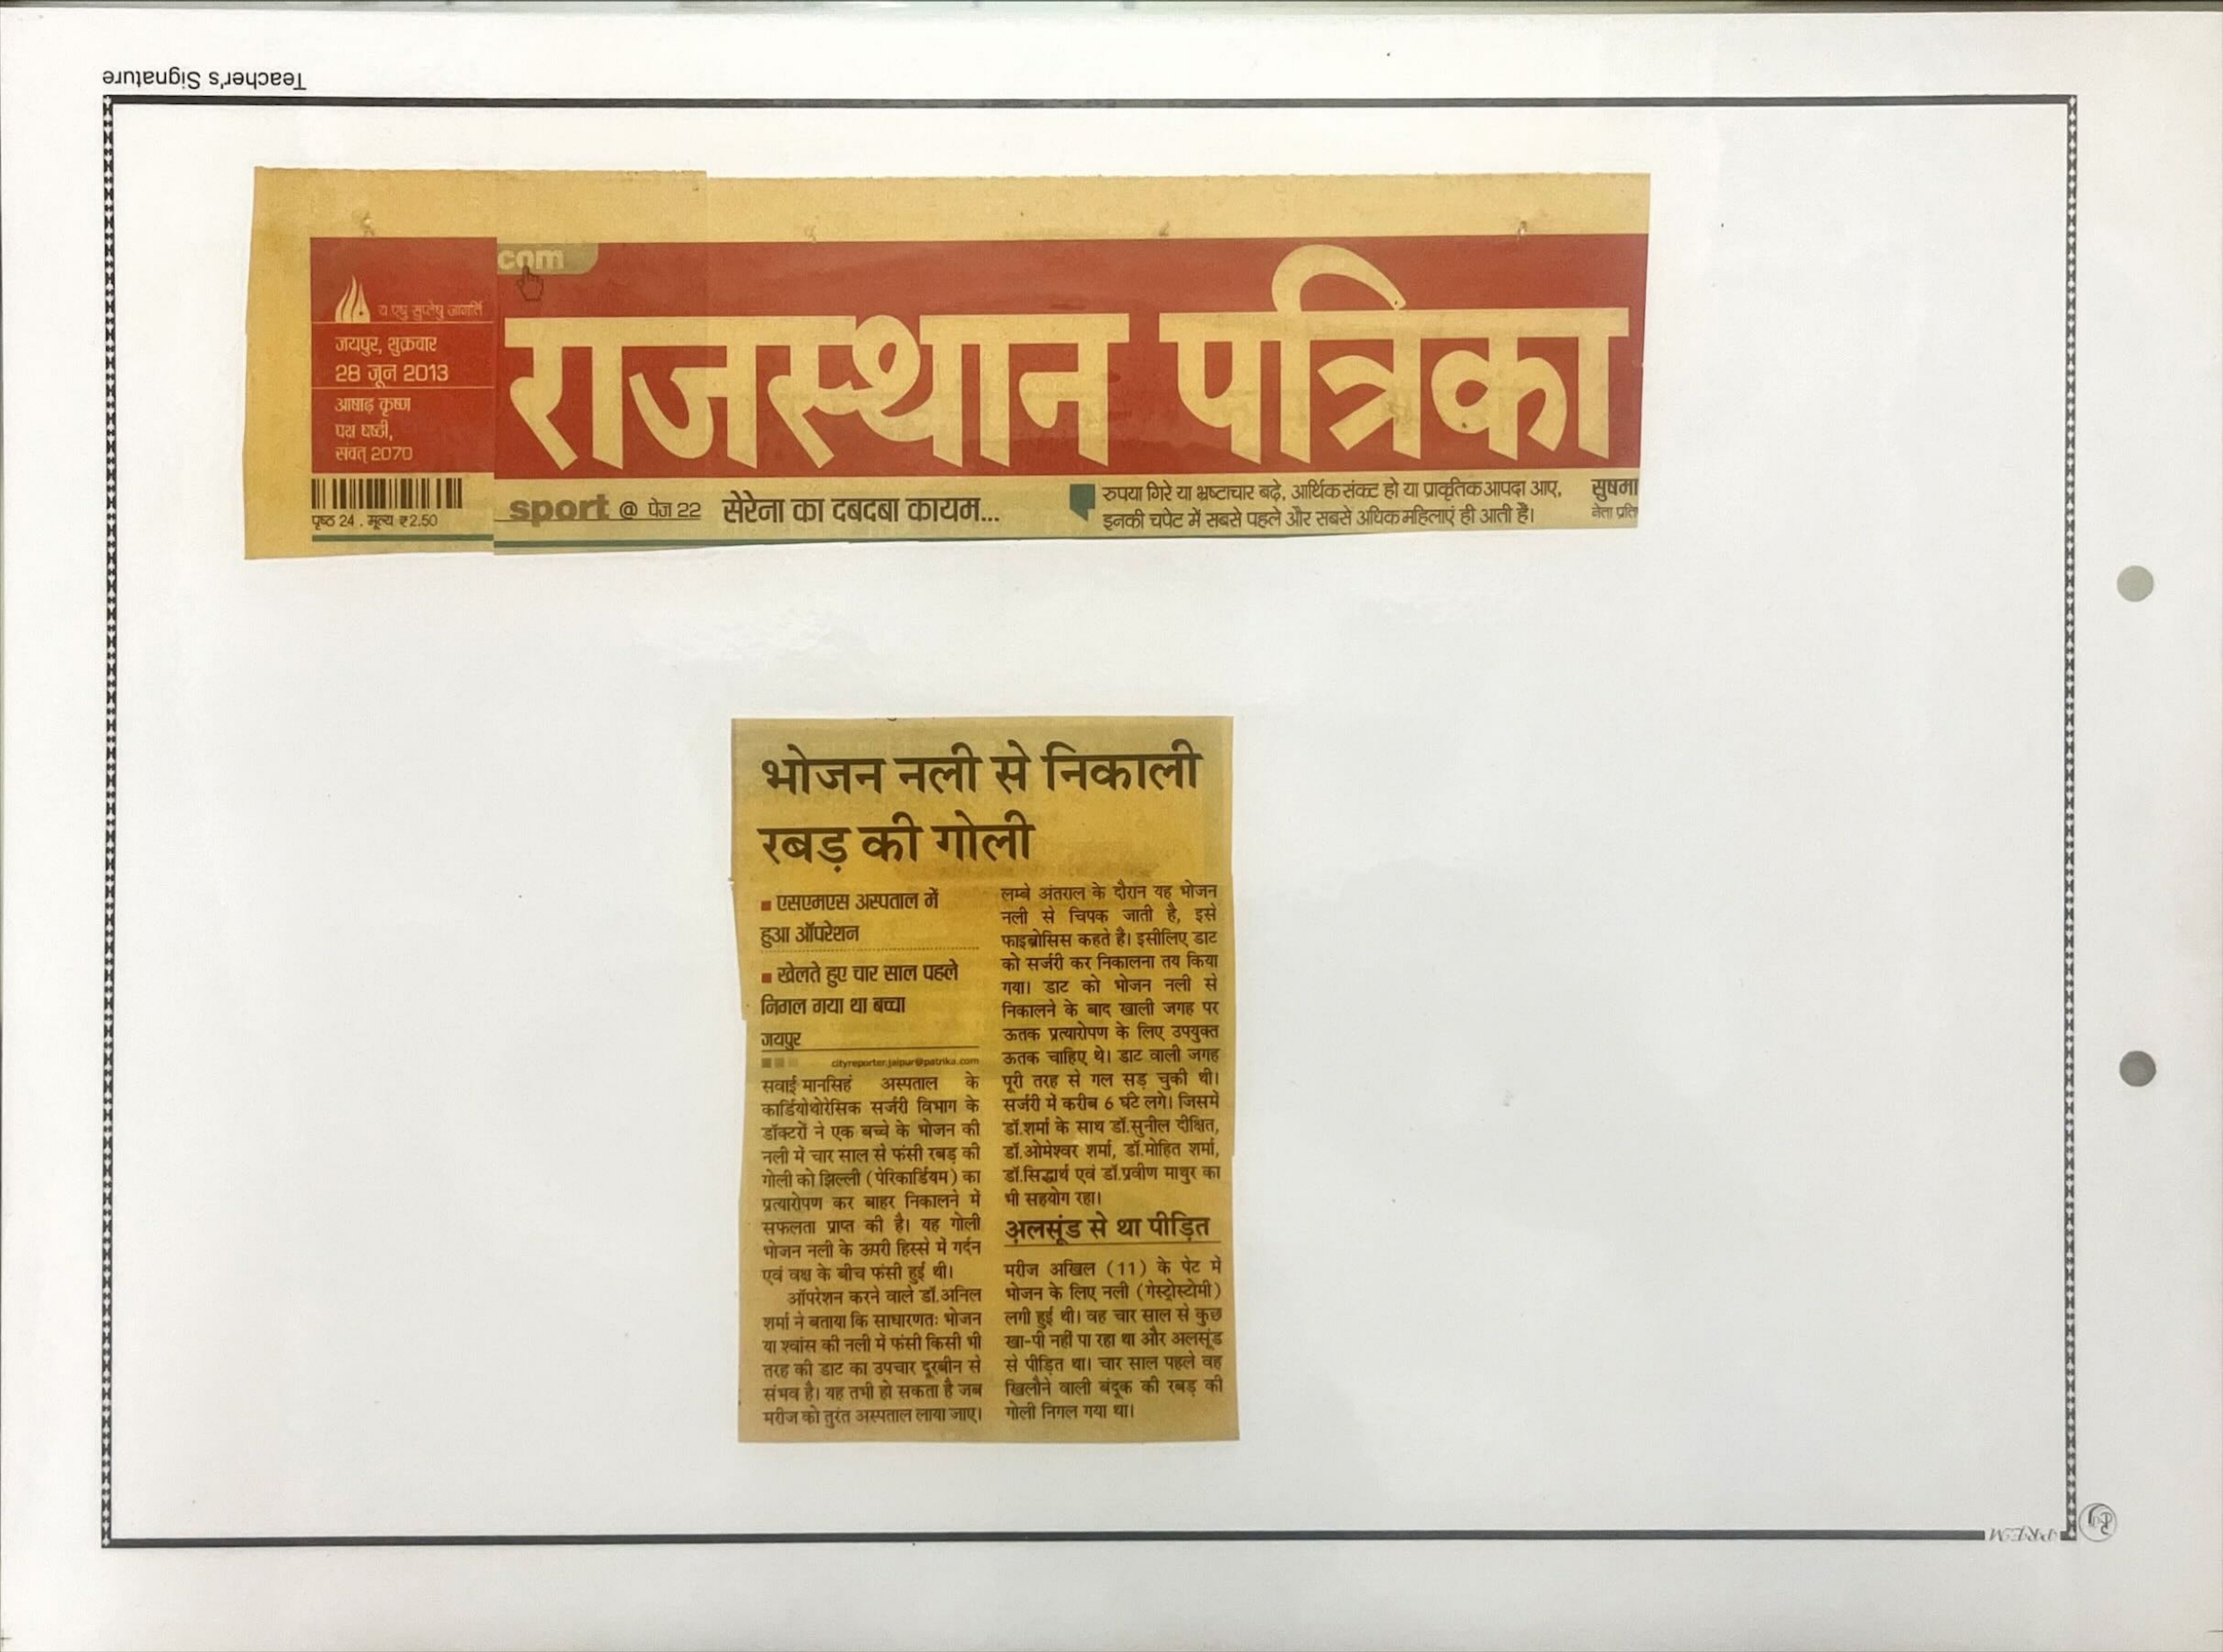 Teacher's Signature
com
य एषु सुप्तेषु जागर्ति
जयपुर, शुक्रवार
28 जून 2013
आषाढ़ कृष्ण
पक्ष षष्ठी,
संवत् 2070
पृष्ठ 24 . मूल्य ₹2.50
राजस्थान पत्रिका
sport @ पेज 22 सेरेना का दबदबा कायम...
रुपया गिरे या भ्रष्टाचार बढ़े, आर्थिक संकट हो या प्राकृतिक आपदा आए,
इनकी चपेट में सबसे पहले और सबसे अधिक महिलाएं ही आती हैं।
सुषमा
नेता प्रति
भोजन नली से निकाली
रबड़ की गोली
एसएमएस अस्पताल में
हुआ ऑपरेशन
खेलते हुए चार साल पहले
निगल गया था बच्चा
जयपुर
cityreporter.jaipur@patrika.com
सवाई मानसिहं अस्पताल के
कार्डियोथोरेसिक सर्जरी विभाग के
डॉक्टरों ने एक बच्चे के भोजन की
नली में चार साल से फंसी रबड़ की
गोली को झिल्ली (पेरिकार्डियम) का
प्रत्यारोपण कर बाहर निकालने में
सफलता प्राप्त की है। यह गोली
भोजन नली के ऊपरी हिस्से में गर्दन
एवं वक्ष के बीच फंसी हुई थी।
ऑपरेशन करने वाले डॉ.अनिल
शर्मा ने बताया कि साधारणतः भोजन
या श्वांस की नली में फंसी किसी भी
तरह की डाट का उपचार दूरबीन से
संभव है। यह तभी हो सकता है जब
मरीज को तुरंत अस्पताल लाया जाए।
लम्बे अंतराल के दौरान यह भोजन
नली से चिपक जाती है, इसे
फाइब्रोसिस कहते है। इसीलिए डाट
को सर्जरी कर निकालना तय किया
गया। डाट को भोजन नली से
निकालने के बाद खाली जगह पर
ऊतक प्रत्यारोपण के लिए उपयुक्त
ऊतक चाहिए थे। डाट वाली जगह
पूरी तरह से गल सड़ चुकी थी।
सर्जरी में करीब 6 घंटे लगे। जिसमें
डॉ.शर्मा के साथ डॉ.सुनील दीक्षित,
डॉ.ओमेश्वर शर्मा, डॉ.मोहित शर्मा,
डॉ.सिद्धार्थ एवं डॉ.प्रवीण माथुर का
भी सहयोग रहा।
अलसूंड से था पीड़ित
मरीज अखिल (11) के पेट में
भोजन के लिए नली (गेस्ट्रोस्टोमी)
लगी हुई थी। वह चार साल से कुछ
खा-पी नहीं पा रहा था और अलसूंड
से पीड़ित था। चार साल पहले वह
खिलौने वाली बंदूक की रबड़ की
गोली निगल गया था।